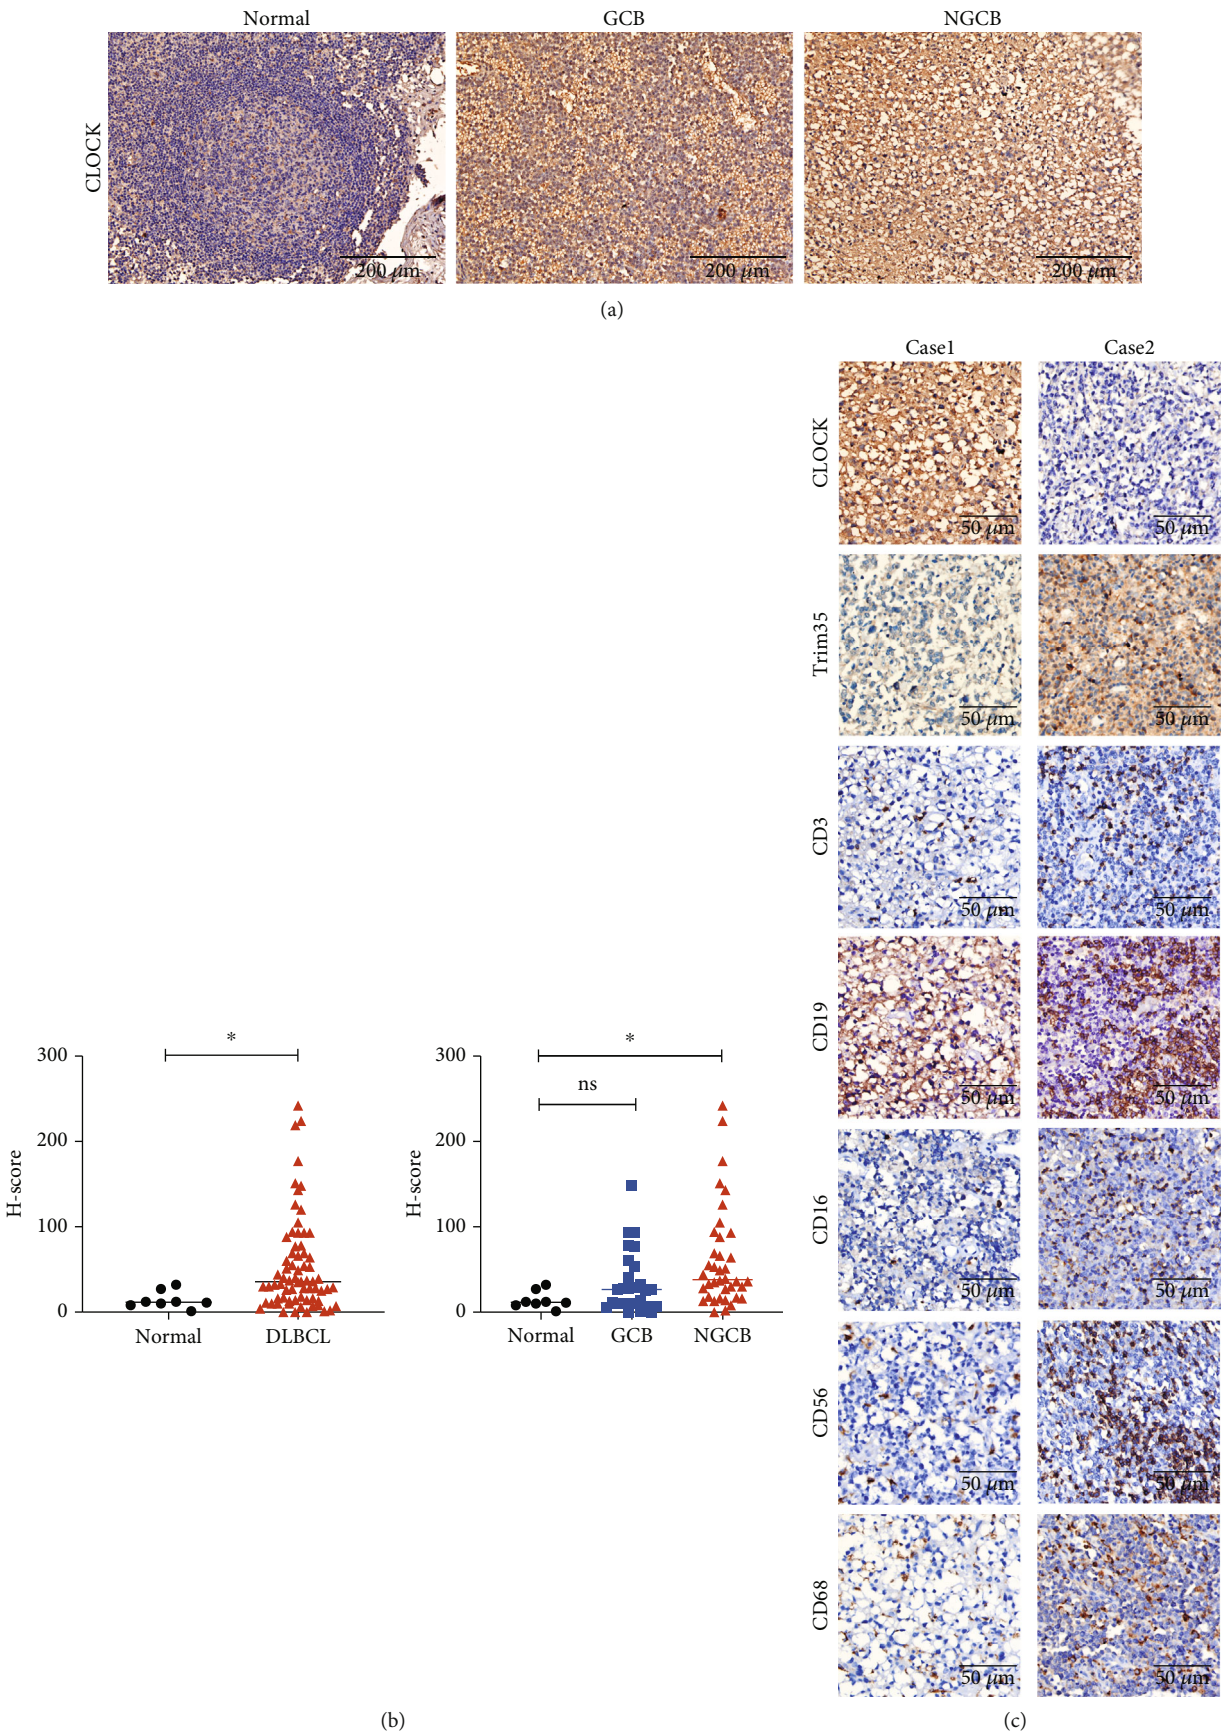 Normal GCB NGCB
CLOCK
200 μm 200 μm 200 μm
(a)
Case1 Case2
CLOCK
50 μm 50 μm
Trim35
50 μm 50 μm
CD3
50 μm 50 μm
CD19
50 μm 50 μm
CD16
50 μm 50 μm
CD56
50 μm 50 μm
CD68
50 μm 50 μm
(c)
H-score
300
200
100
0
*
Normal DLBCL
H-score
300
200
100
0
*
ns
Normal GCB NGCB
(b)